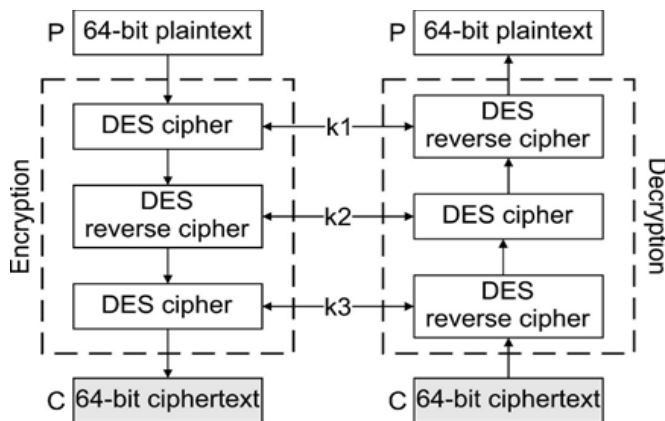 P 64-bit plaintext
P 64-bit plaintext
Encryption
DES cipher
k1
DES
reverse cipher
DES
reverse cipher
k2
DES cipher
DES cipher
k3
DES
reverse cipher
Decryption
C 64-bit ciphertext
C 64-bit ciphertext